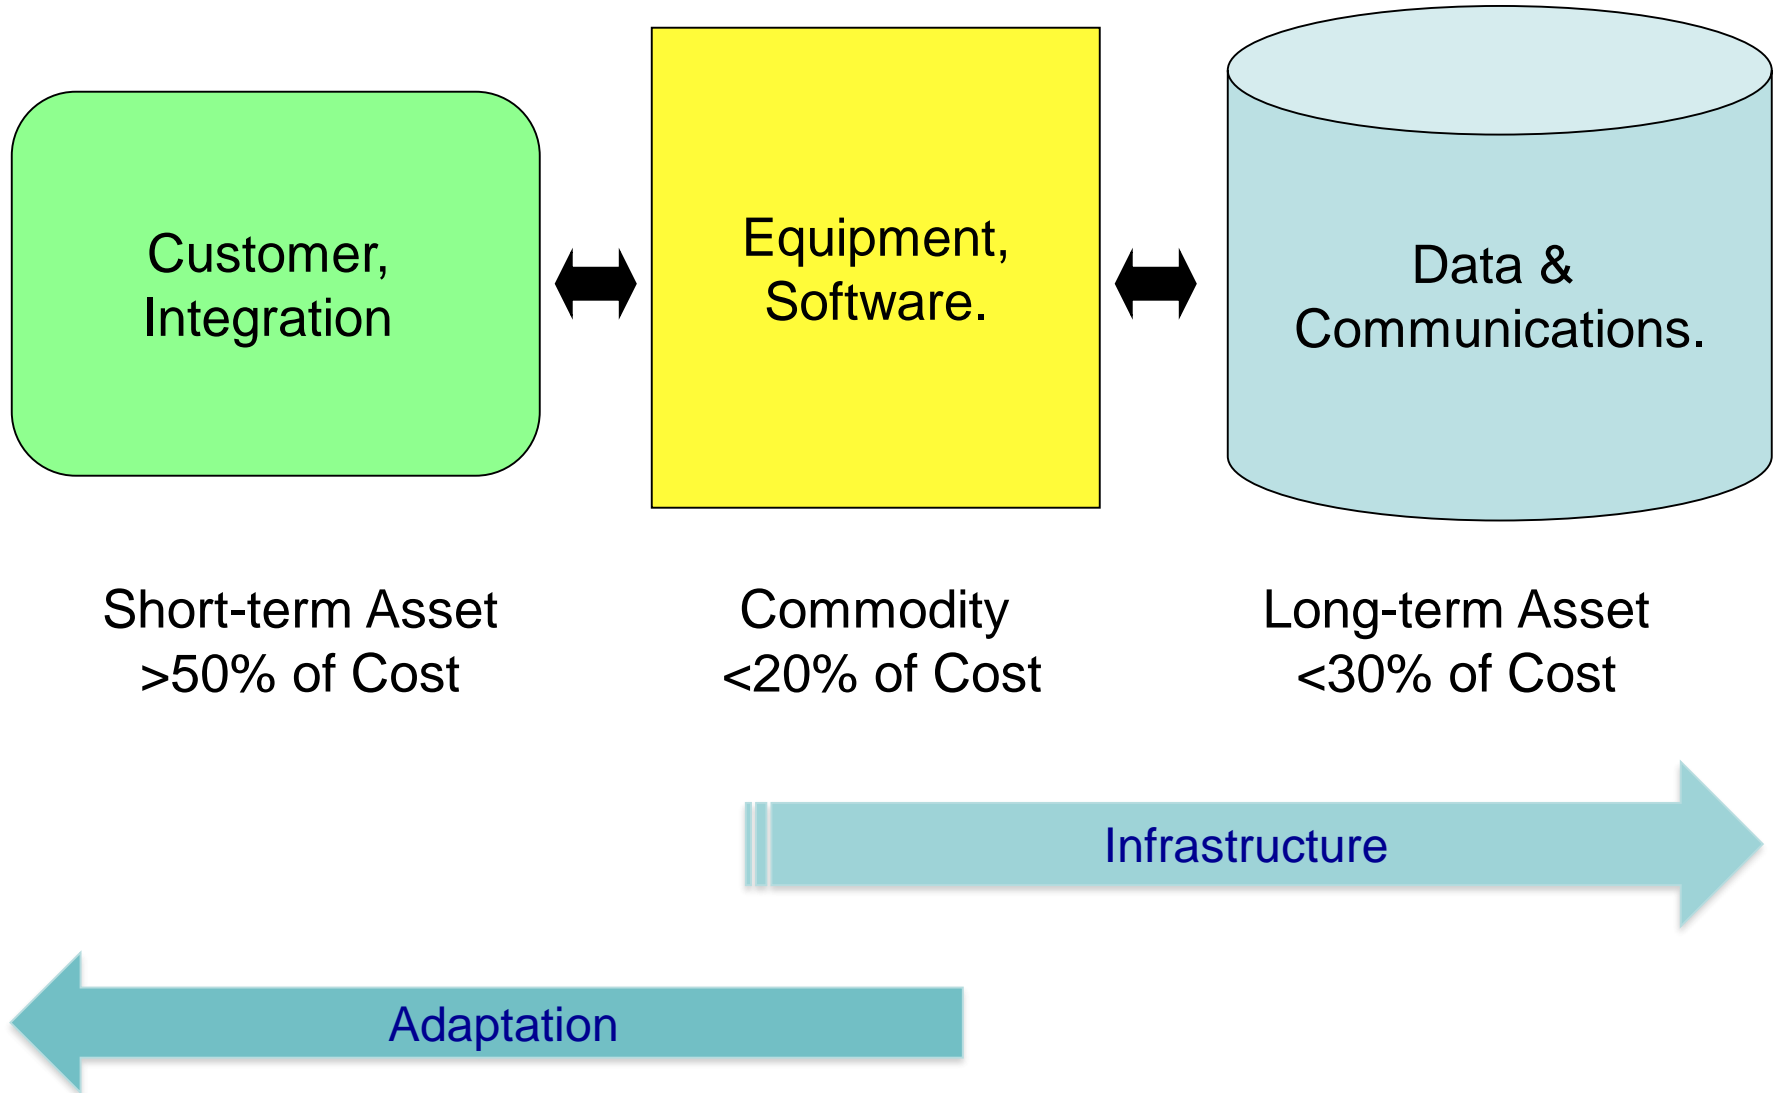 Customer,
Integration
Equipment,
Software.
Data &
Communications.
Short-term Asset
>50% of Cost
Commodity
<20% of Cost
Long-term Asset
<30% of Cost
Infrastructure
Adaptation